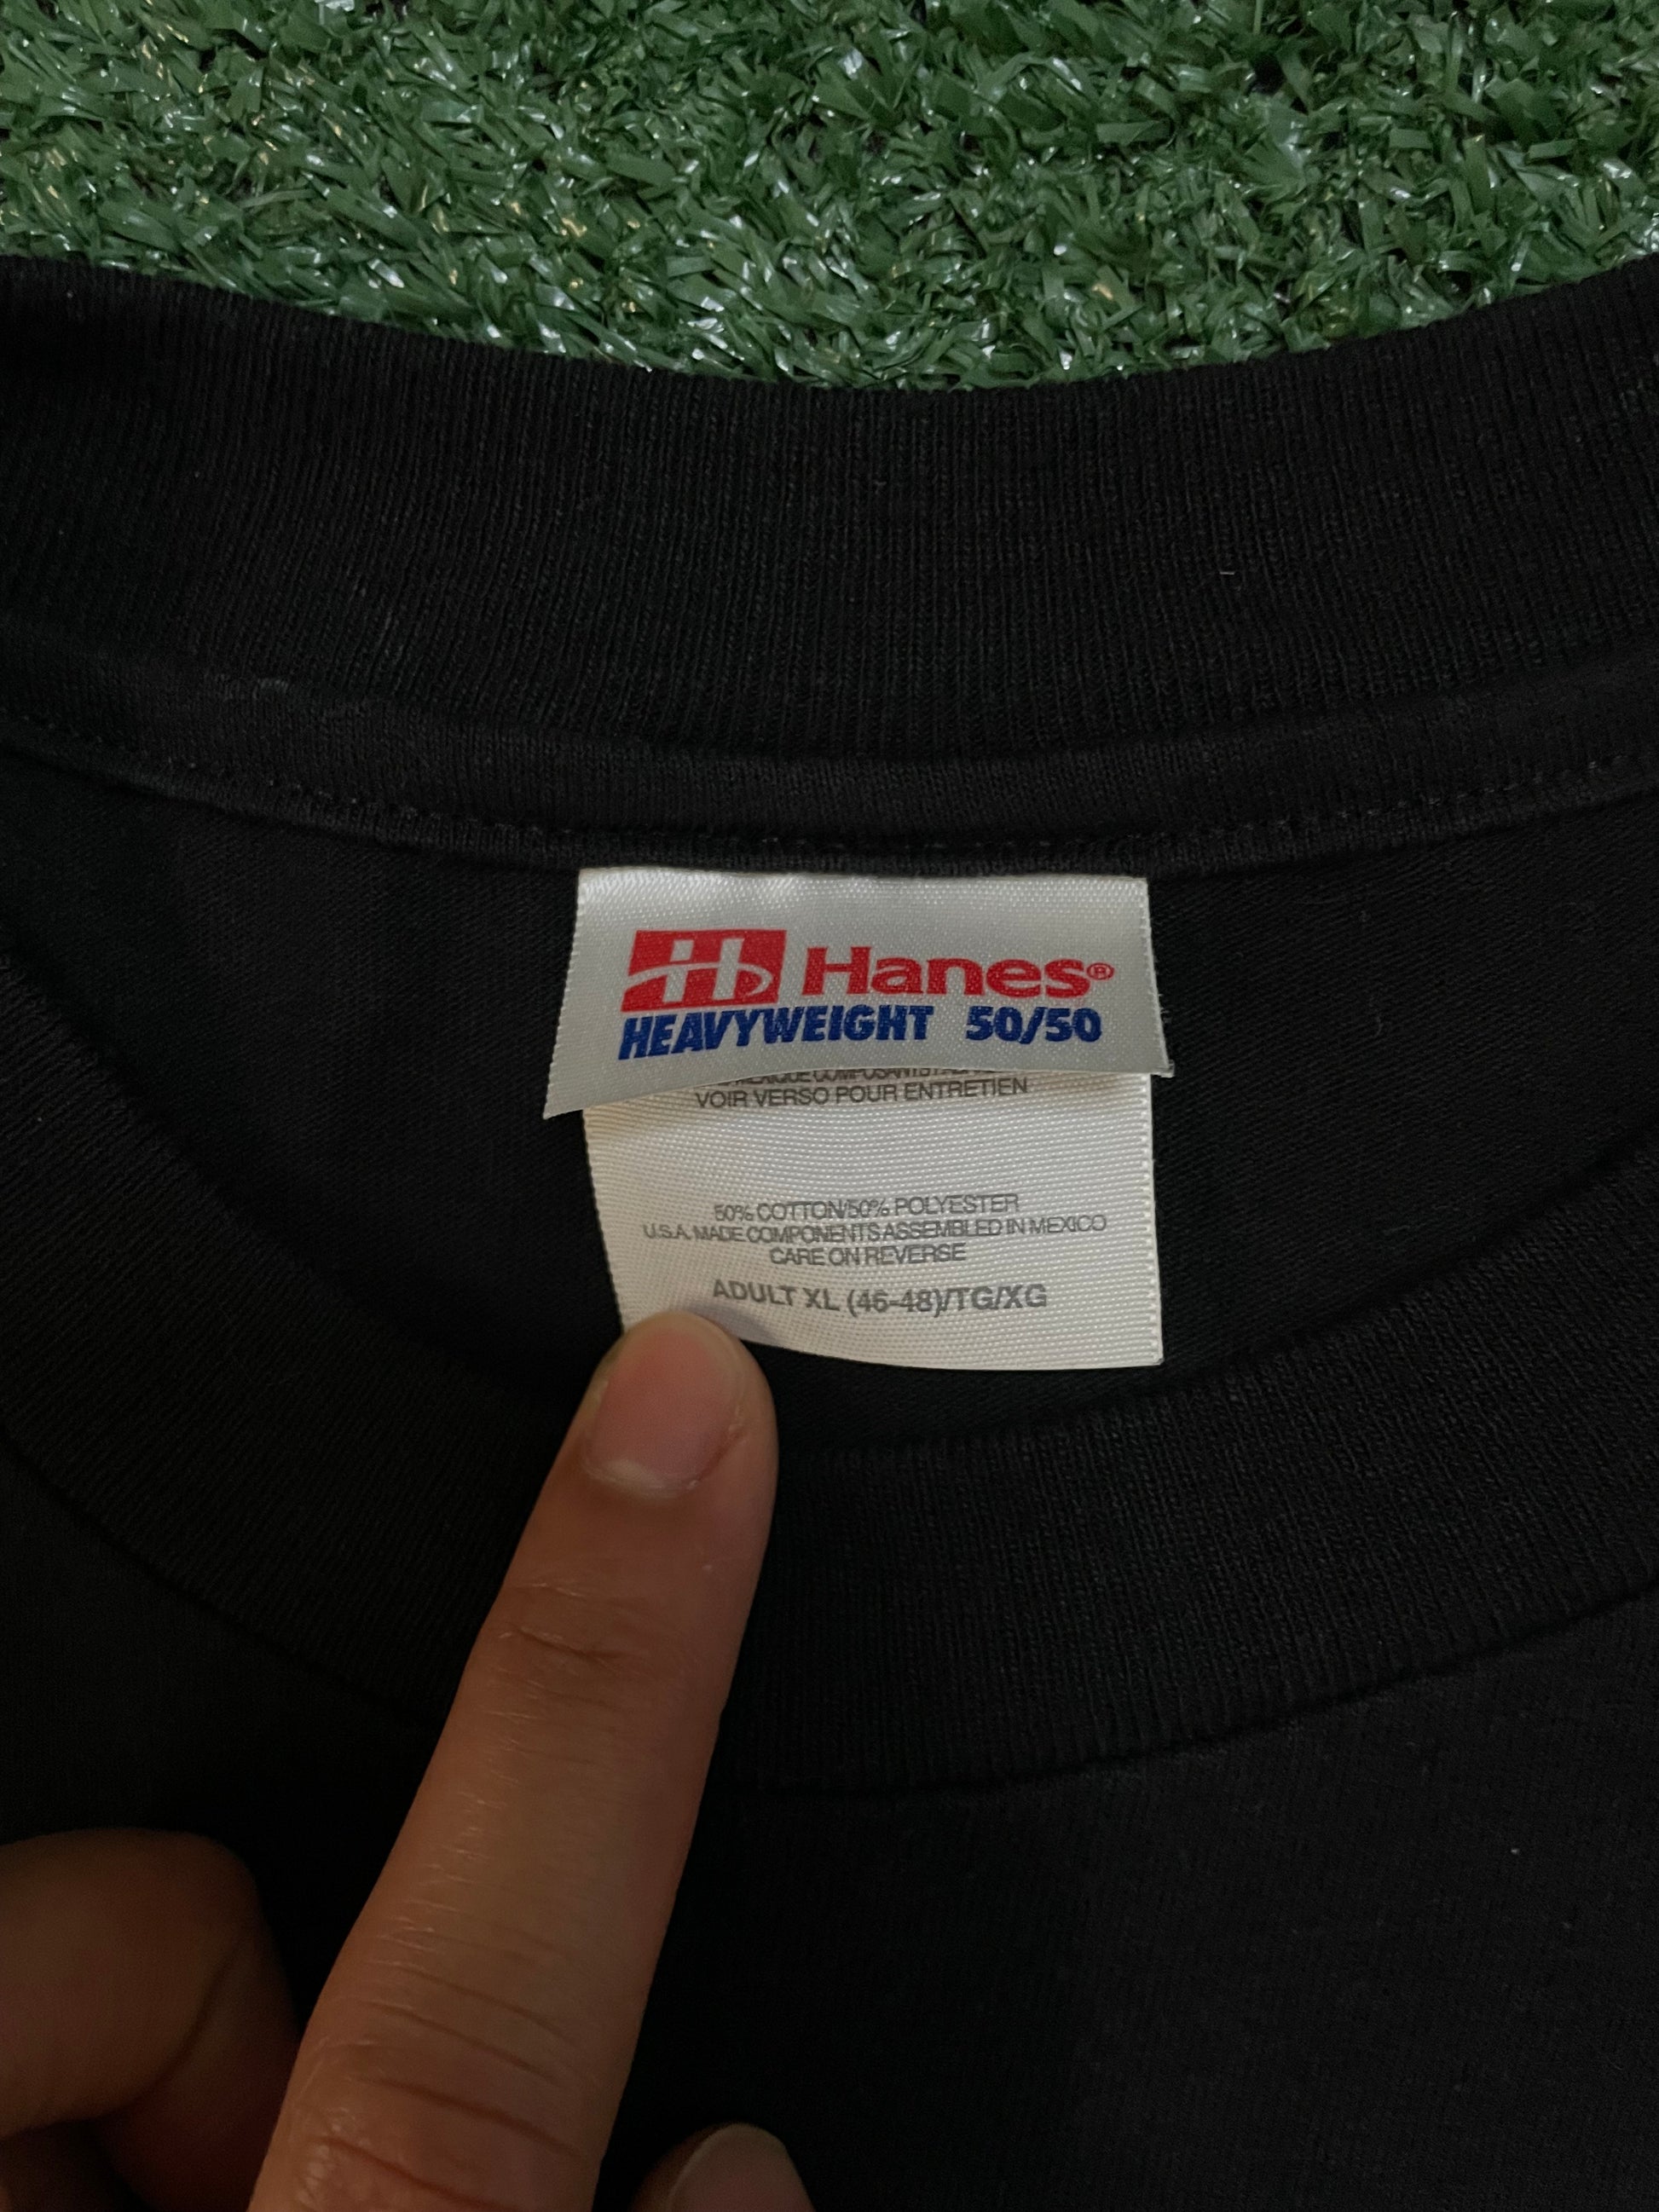 H Hanes®
HEAVYWEIGHT 50/50
VOIR VERSO POUR ENTRETIEN
50% COTTON/50% POLYESTER
U.S.A. MADE COMPONENTS ASSEMBLED IN MEXICO
CARE ON REVERSE
ADULT XL (46-48)/TG/XG